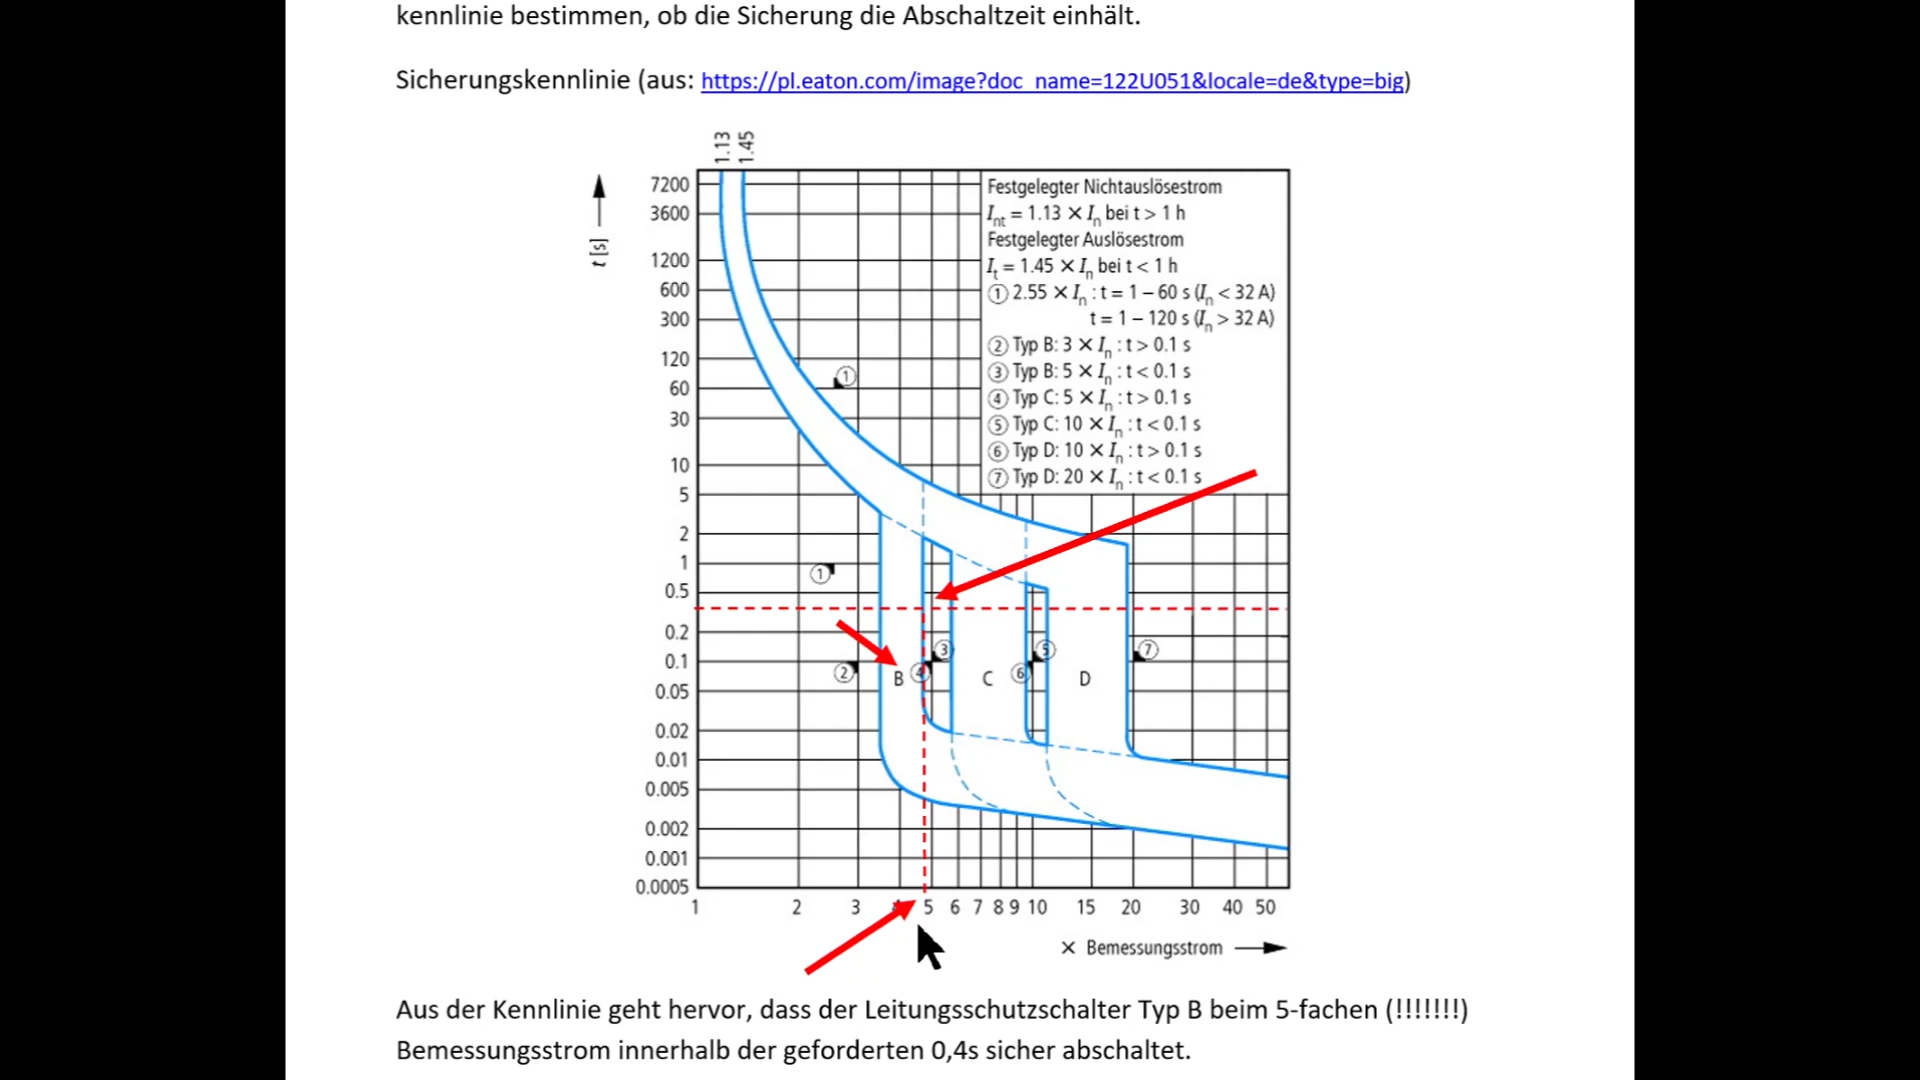 kennlinie bestimmen, ob die Sicherung die Abschaltzeit einhält.
Sicherungskennlinie (aus: https://pl.eaton.com/image?doc_name=122U051&locale=de&type=big)
1.13
1.45
t [s]
7200
3600
1200
600
300
120
60
30
10
5
2
1
0.5
0.2
0.1
0.05
0.02
0.01
0.005
0.002
0.001
0.0005
Festgelegter Nichtauslösestrom
Int = 1.13 × In bei t > 1 h
Festgelegter Auslösestrom
It = 1.45 × In bei t < 1 h
① 2.55 × In : t = 1 – 60 s (In < 32 A)
t = 1 – 120 s (In > 32 A)
② Typ B: 3 × In : t > 0.1 s
③ Typ B: 5 × In : t < 0.1 s
④ Typ C: 5 × In : t > 0.1 s
⑤ Typ C: 10 × In : t < 0.1 s
⑥ Typ D: 10 × In : t > 0.1 s
⑦ Typ D: 20 × In : t < 0.1 s
①
①
② B ④ ③ C ⑥ ⑤ D ⑦
1 2 3 5 6 7 8 9 10 15 20 30 40 50
× Bemessungsstrom
Aus der Kennlinie geht hervor, dass der Leitungsschutzschalter Typ B beim 5-fachen (!!!!!!!)
Bemessungsstrom innerhalb der geforderten 0,4s sicher abschaltet.